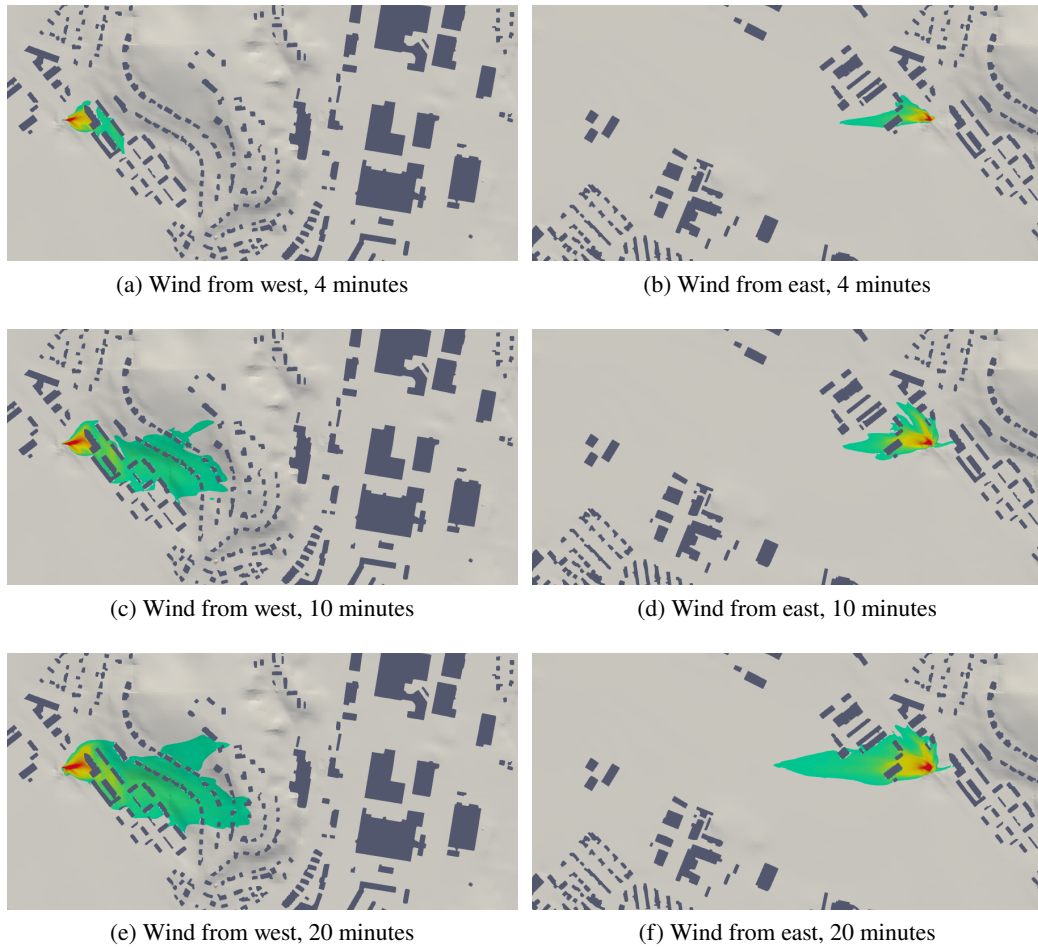 (a) Wind from west, 4 minutes
(b) Wind from east, 4 minutes
(c) Wind from west, 10 minutes
(d) Wind from east, 10 minutes
(e) Wind from west, 20 minutes
(f) Wind from east, 20 minutes